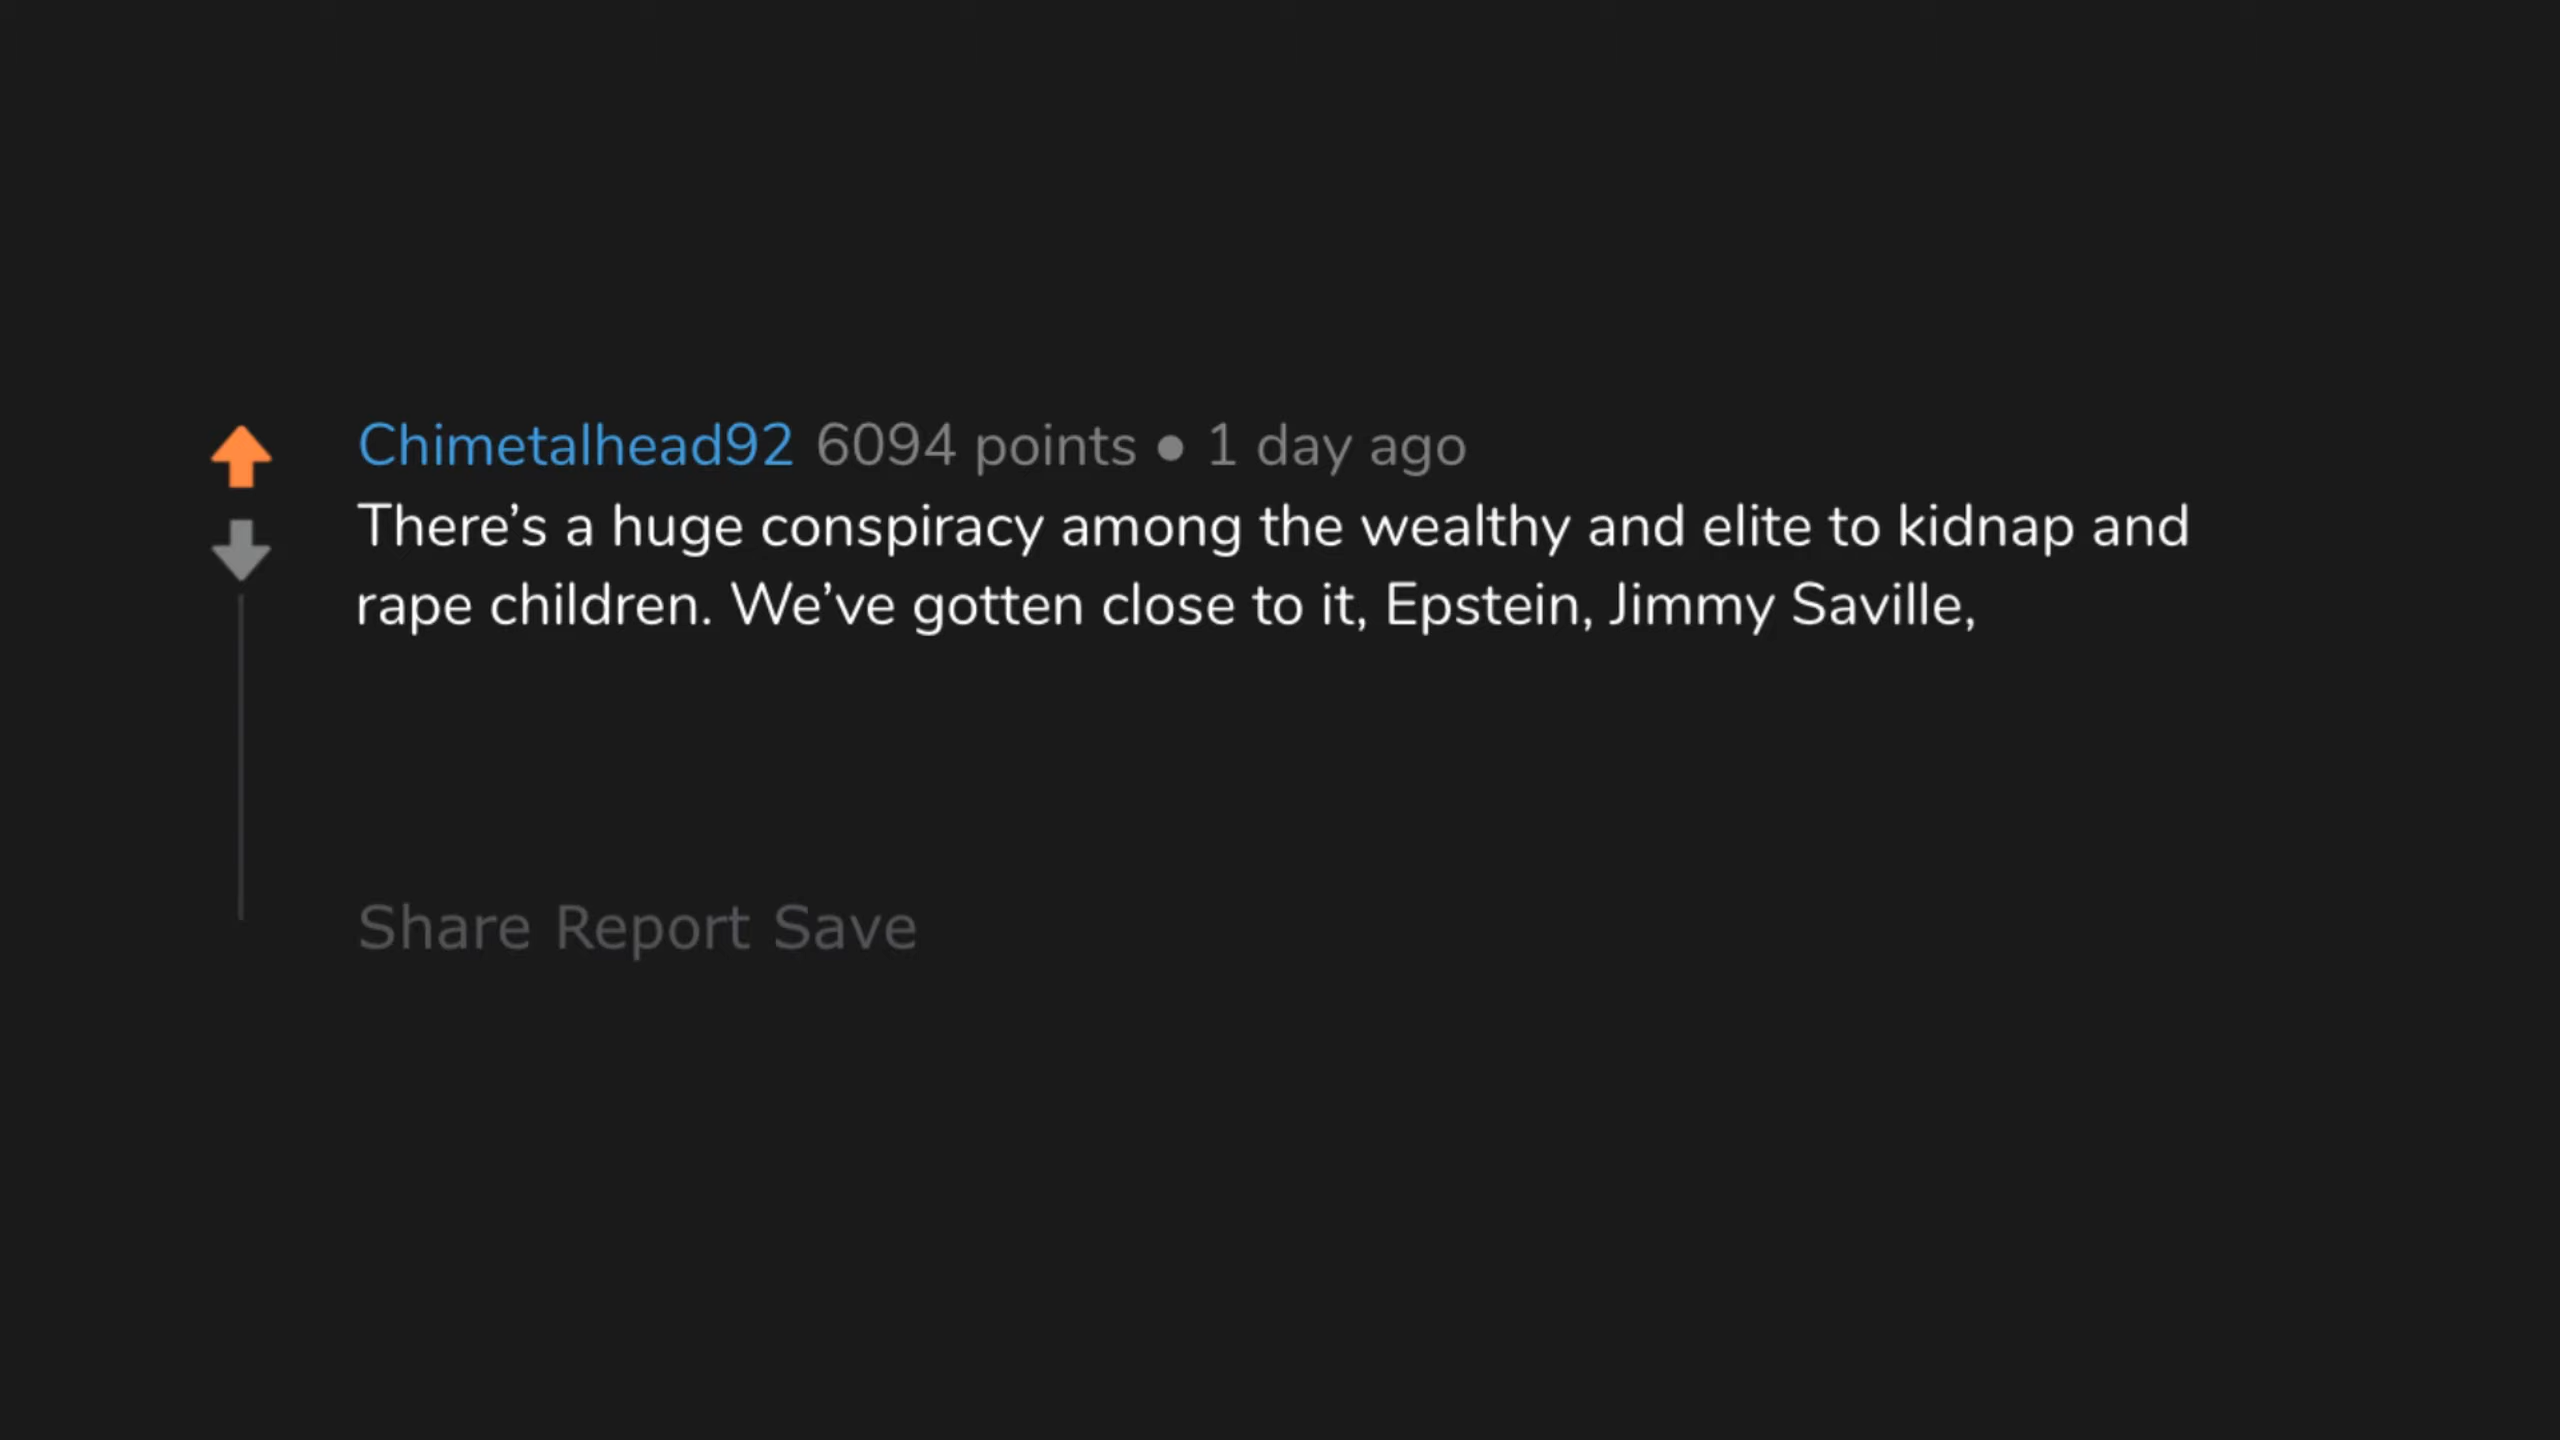 Chimetalhead92 6094 points • 1 day ago
There’s a huge conspiracy among the wealthy and elite to kidnap and
rape children. We’ve gotten close to it, Epstein, Jimmy Saville,
Share Report Save